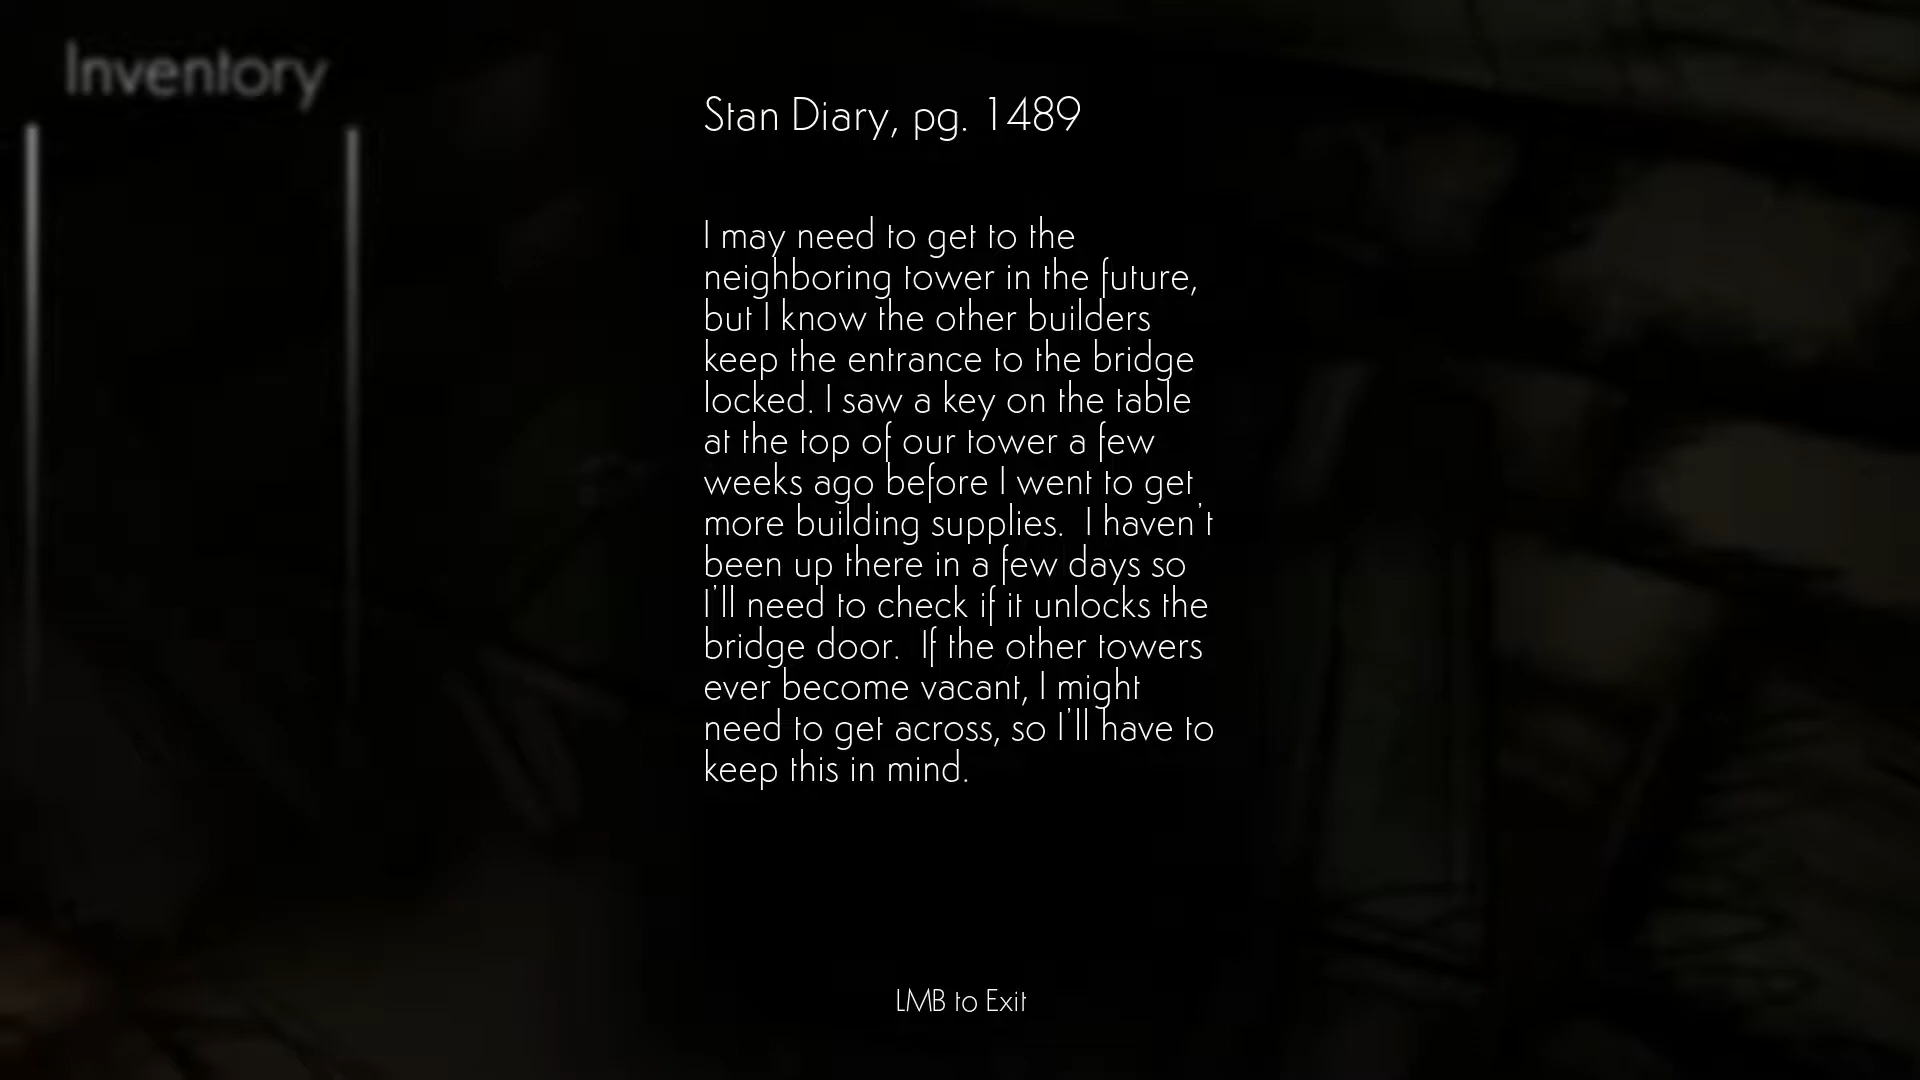 Inventory
Stan Diary, pg. 1489
I may need to get to the
neighboring tower in the future,
but I know the other builders
keep the entrance to the bridge
locked. I saw a key on the table
at the top of our tower a few
weeks ago before I went to get
more building supplies.  I haven't
been up there in a few days so
I'll need to check if it unlocks the
bridge door.  If the other towers
ever become vacant, I might
need to get across, so I'll have to
keep this in mind.
LMB to Exit